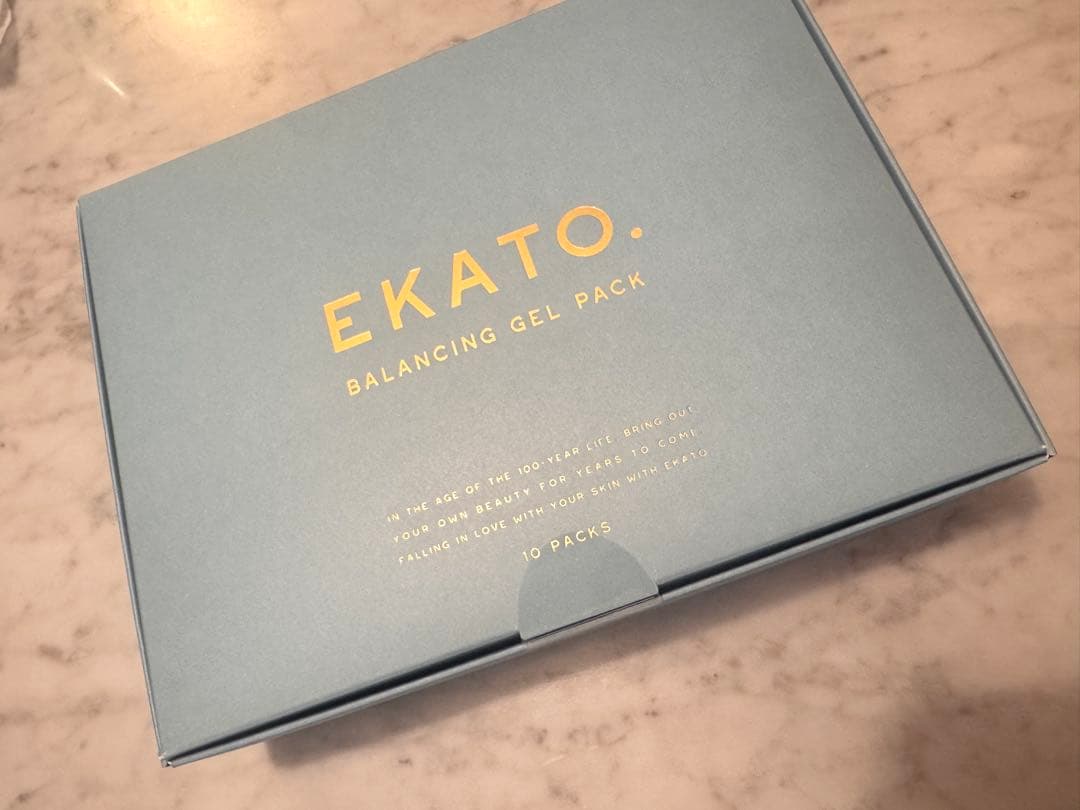 EKATO.
BALANCING GEL PACK
IN THE AGE OF THE 100-YEAR LIFE. BRING OUT
YOUR OWN BEAUTY FOR YEARS TO COME.
FALLING IN LOVE WITH YOUR SKIN WITH EKATO.
10 PACKS